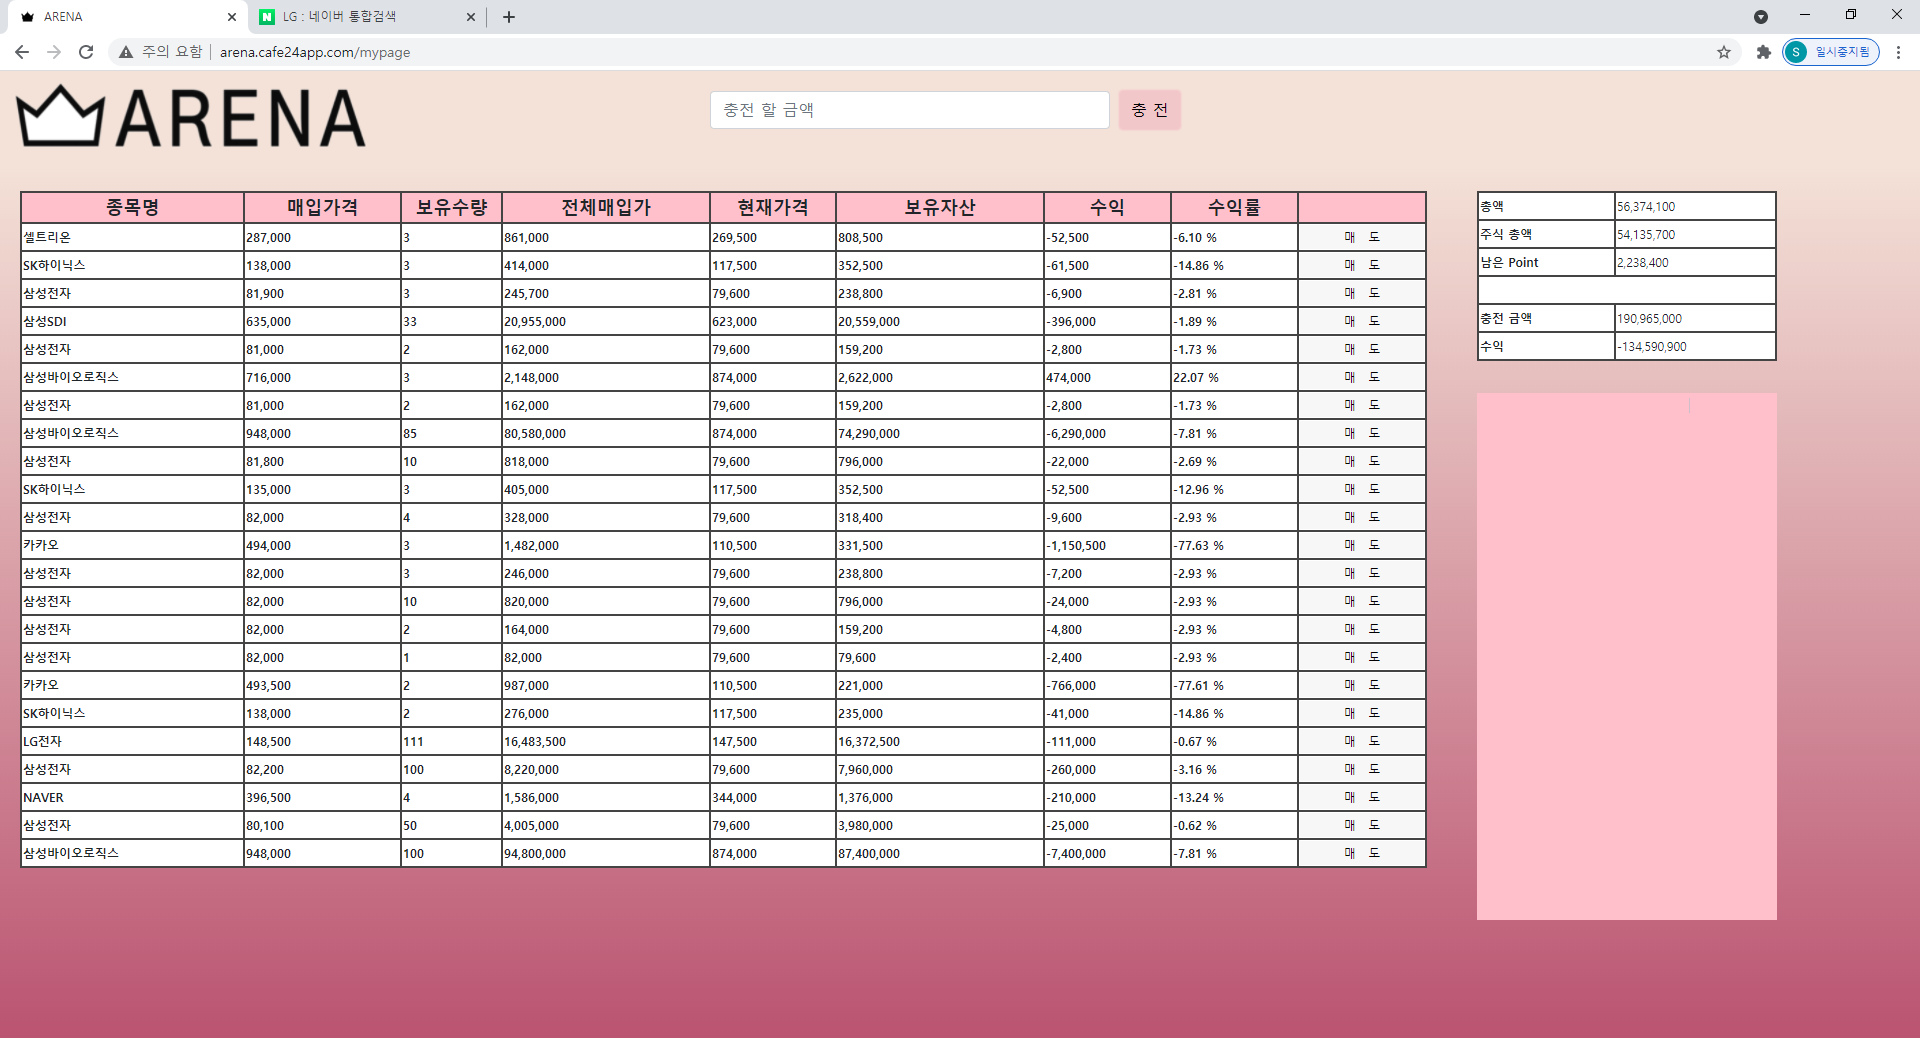 ARENA
LG : 네이버 통합검색
주의 요함 arena.cafe24app.com/mypage
S 일시중지됨
ARENA
충전 할 금액 충 전
종목명 매입가격 보유수량 전체매입가 현재가격 보유자산 수익 수익률
셀트리온 287,000 3 861,000 269,500 808,500 -52,500 -6.10 % 매 도
SK하이닉스 138,000 3 414,000 117,500 352,500 -61,500 -14.86 % 매 도
삼성전자 81,900 3 245,700 79,600 238,800 -6,900 -2.81 % 매 도
삼성SDI 635,000 33 20,955,000 623,000 20,559,000 -396,000 -1.89 % 매 도
삼성전자 81,000 2 162,000 79,600 159,200 -2,800 -1.73 % 매 도
삼성바이오로직스 716,000 3 2,148,000 874,000 2,622,000 474,000 22.07 % 매 도
삼성전자 81,000 2 162,000 79,600 159,200 -2,800 -1.73 % 매 도
삼성바이오로직스 948,000 85 80,580,000 874,000 74,290,000 -6,290,000 -7.81 % 매 도
삼성전자 81,800 10 818,000 79,600 796,000 -22,000 -2.69 % 매 도
SK하이닉스 135,000 3 405,000 117,500 352,500 -52,500 -12.96 % 매 도
삼성전자 82,000 4 328,000 79,600 318,400 -9,600 -2.93 % 매 도
카카오 494,000 3 1,482,000 110,500 331,500 -1,150,500 -77.63 % 매 도
삼성전자 82,000 3 246,000 79,600 238,800 -7,200 -2.93 % 매 도
삼성전자 82,000 10 820,000 79,600 796,000 -24,000 -2.93 % 매 도
삼성전자 82,000 2 164,000 79,600 159,200 -4,800 -2.93 % 매 도
삼성전자 82,000 1 82,000 79,600 79,600 -2,400 -2.93 % 매 도
카카오 493,500 2 987,000 110,500 221,000 -766,000 -77.61 % 매 도
SK하이닉스 138,000 2 276,000 117,500 235,000 -41,000 -14.86 % 매 도
LG전자 148,500 111 16,483,500 147,500 16,372,500 -111,000 -0.67 % 매 도
삼성전자 82,200 100 8,220,000 79,600 7,960,000 -260,000 -3.16 % 매 도
NAVER 396,500 4 1,586,000 344,000 1,376,000 -210,000 -13.24 % 매 도
삼성전자 80,100 50 4,005,000 79,600 3,980,000 -25,000 -0.62 % 매 도
삼성바이오로직스 948,000 100 94,800,000 874,000 87,400,000 -7,400,000 -7.81 % 매 도
총액 56,374,100
주식 총액 54,135,700
남은 Point 2,238,400
충전 금액 190,965,000
수익 -134,590,900